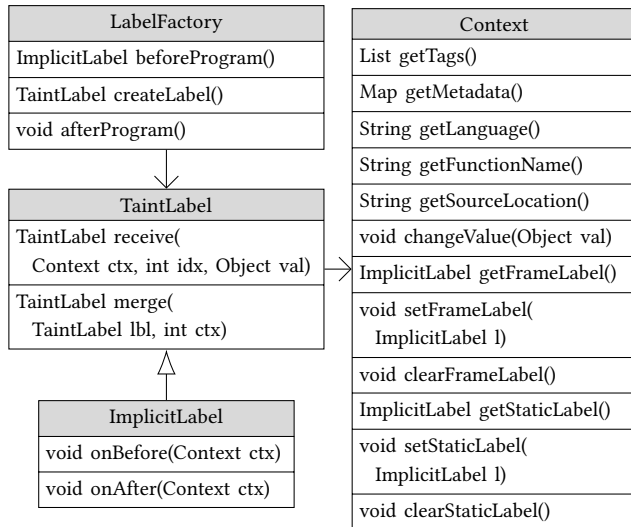 LabelFactory
ImplicitLabel beforeProgram()
TaintLabel createLabel()
void afterProgram()
TaintLabel
TaintLabel receive(
Context ctx, int idx, Object val)
TaintLabel merge(
TaintLabel lbl, int ctx)
ImplicitLabel
void onBefore(Context ctx)
void onAfter(Context ctx)
Context
List getTags()
Map getMetadata()
String getLanguage()
String getFunctionName()
String getSourceLocation()
void changeValue(Object val)
ImplicitLabel getFrameLabel()
void setFrameLabel(
ImplicitLabel l)
void clearFrameLabel()
ImplicitLabel getStaticLabel()
void setStaticLabel(
ImplicitLabel l)
void clearStaticLabel()